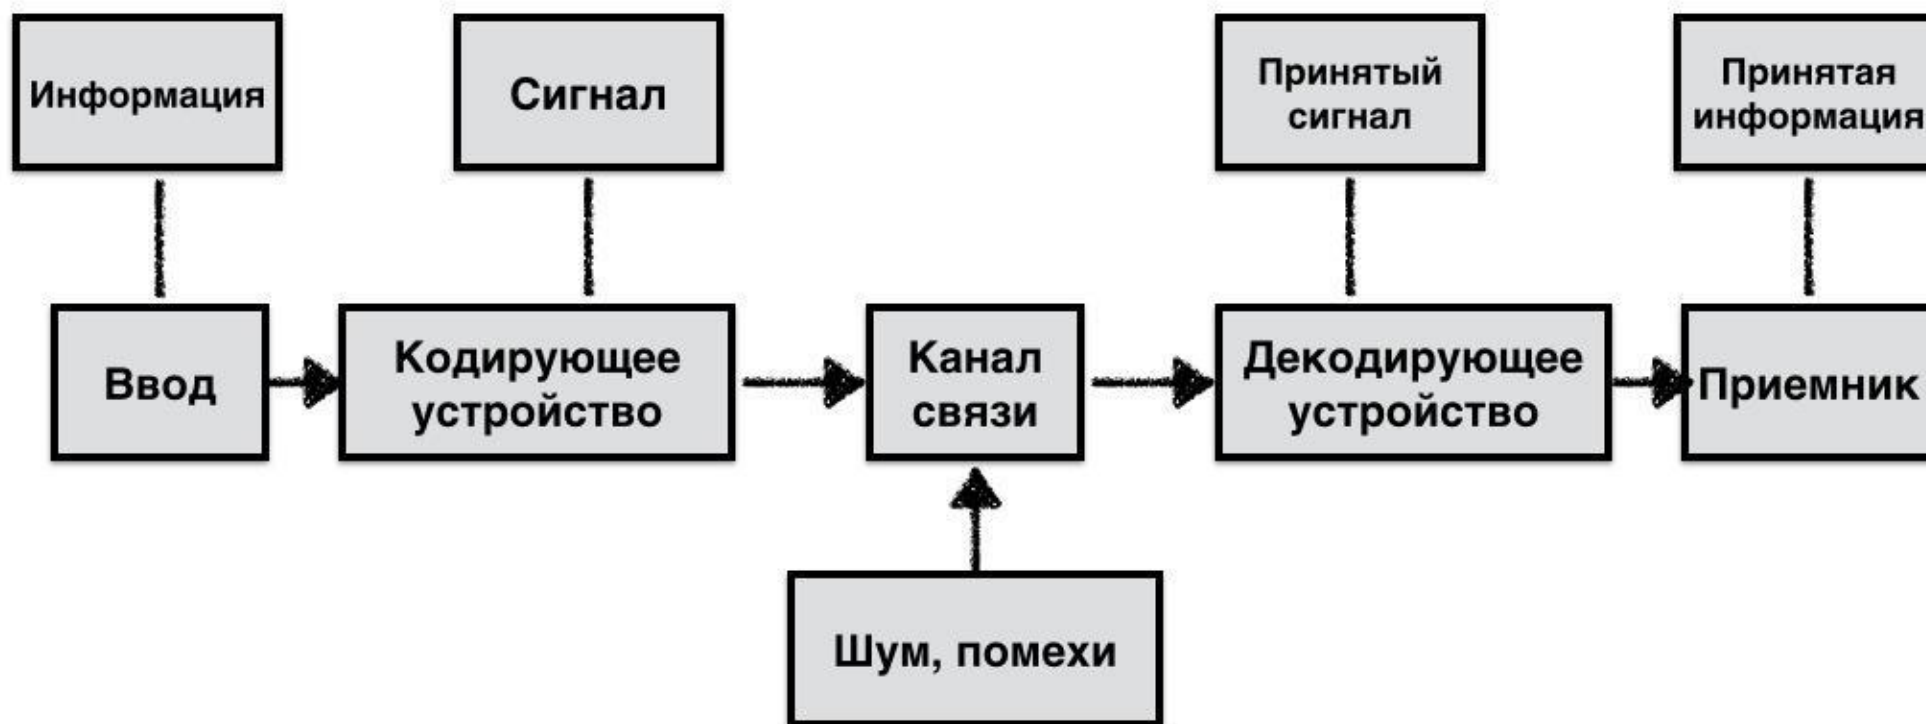 Информация
Сигнал
Принятый
сигнал
Принятая
информация
Ввод
Кодирующее
устройство
Канал
связи
Декодирующее
устройство
Приемник
Шум, помехи